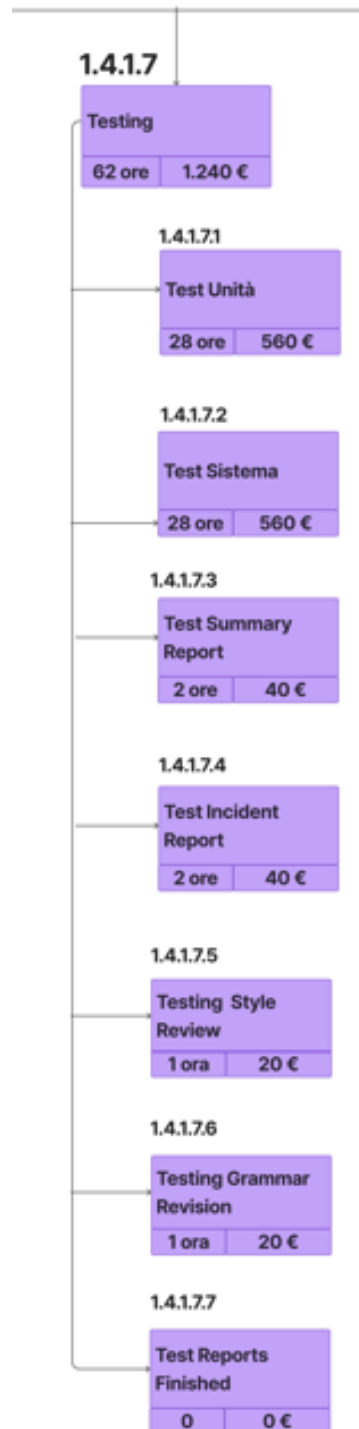 1.4.1.7
Testing
62 ore 1.240 €
1.4.1.7.1
Test Unità
28 ore 560 €
1.4.1.7.2
Test Sistema
28 ore 560 €
1.4.1.7.3
Test Summary
Report
2 ore 40 €
1.4.1.7.4
Test Incident
Report
2 ore 40 €
1.4.1.7.5
Testing Style
Review
1 ora 20 €
1.4.1.7.6
Testing Grammar
Revision
1 ora 20 €
1.4.1.7.7
Test Reports
Finished
0 0 €